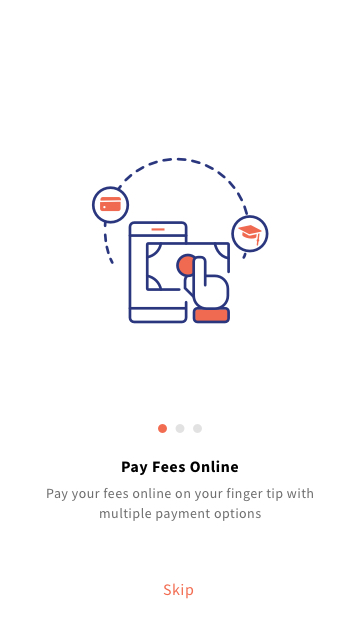 Pay Fees Online
Pay your fees online on your finger tip with
multiple payment options
Skip